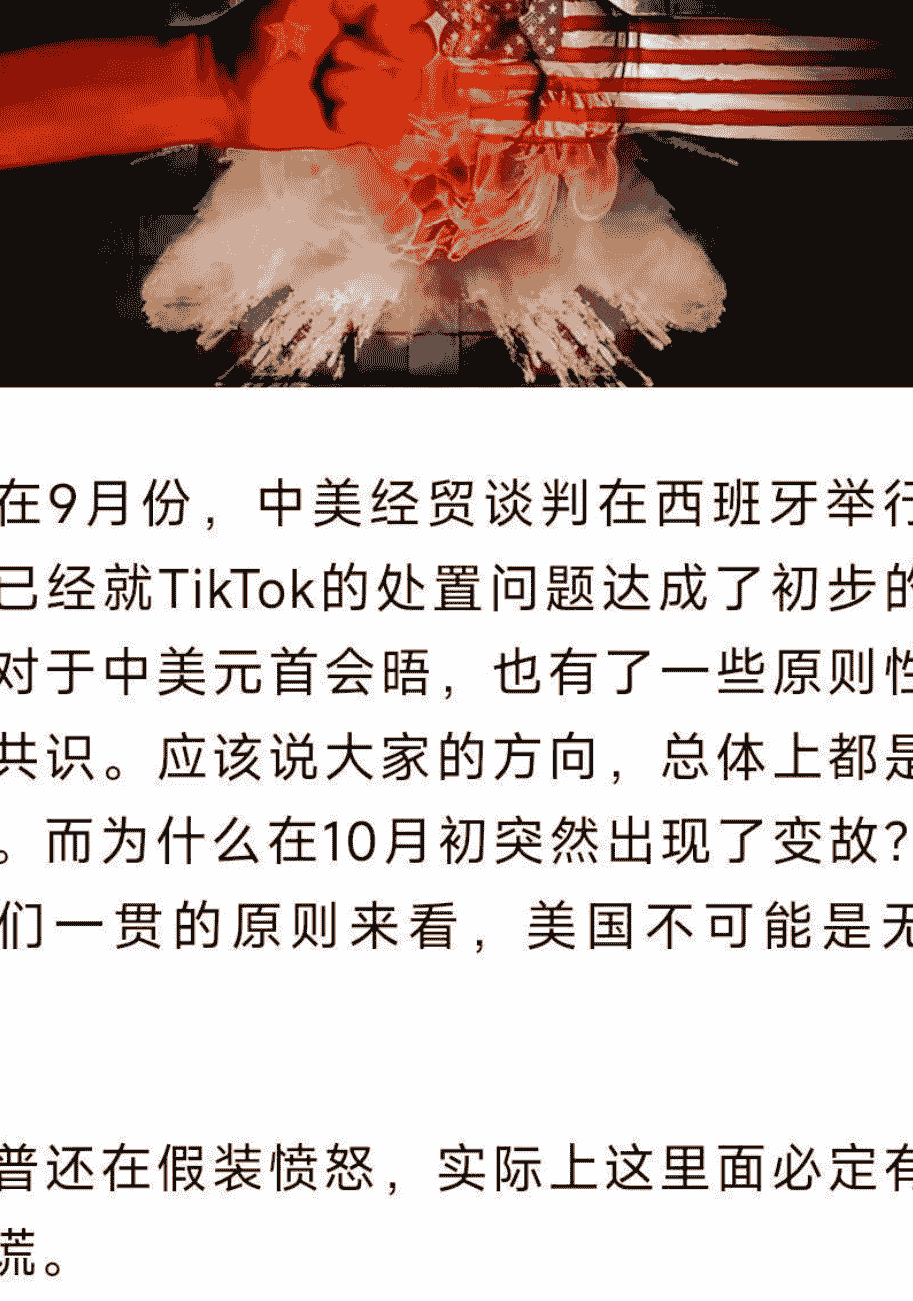 在9月份，中美经贸谈判在西班牙举行
已经就TikTok的处置问题达成了初步的
对于中美元首会晤，也有了一些原则性
共识。应该说大家的方向，总体上都是
。而为什么在10月初突然出现了变故？
们一贯的原则来看，美国不可能是无
普还在假装愤怒，实际上这里面必定有
谎。